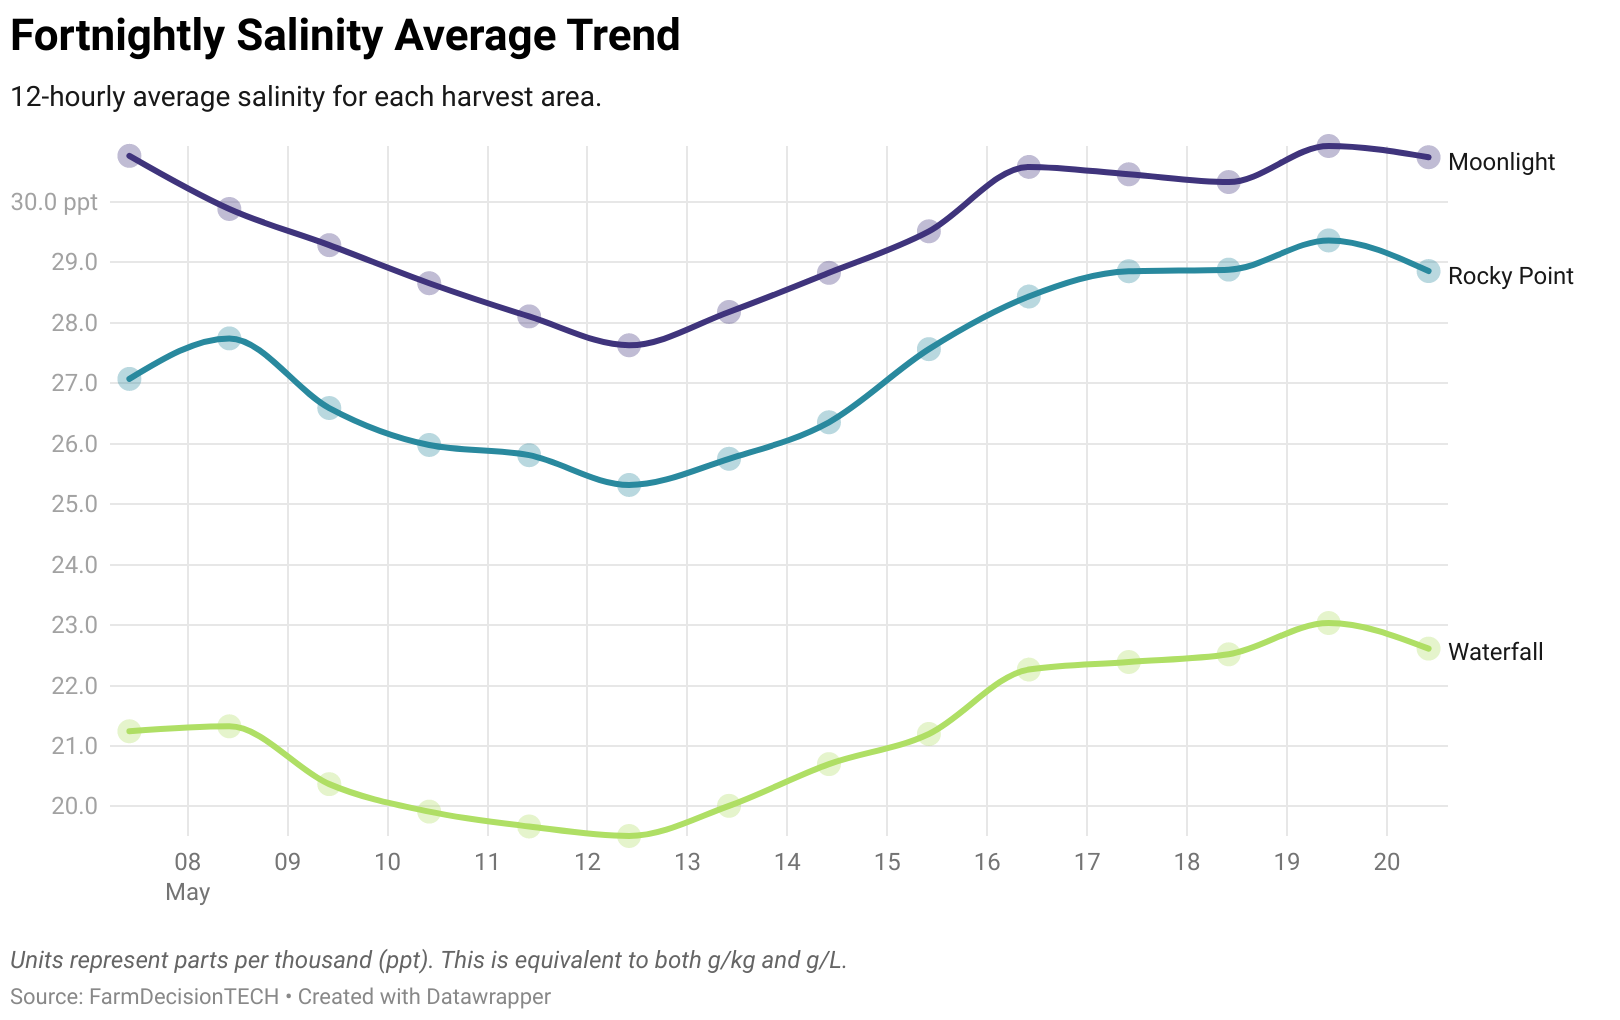 Fortnightly Salinity Average Trend
12-hourly average salinity for each harvest area.
Moonlight
30.0 ppt
29.0
Rocky Point
28.0
27.0
26.0
25.0
24.0
23.0
Waterfall
22.0
21.0
20.0
08 09 10 11 12 13 14 15 16 17 18 19 20
May
Units represent parts per thousand (ppt). This is equivalent to both g/kg and g/L.
Source: FarmDecisionTECH • Created with Datawrapper